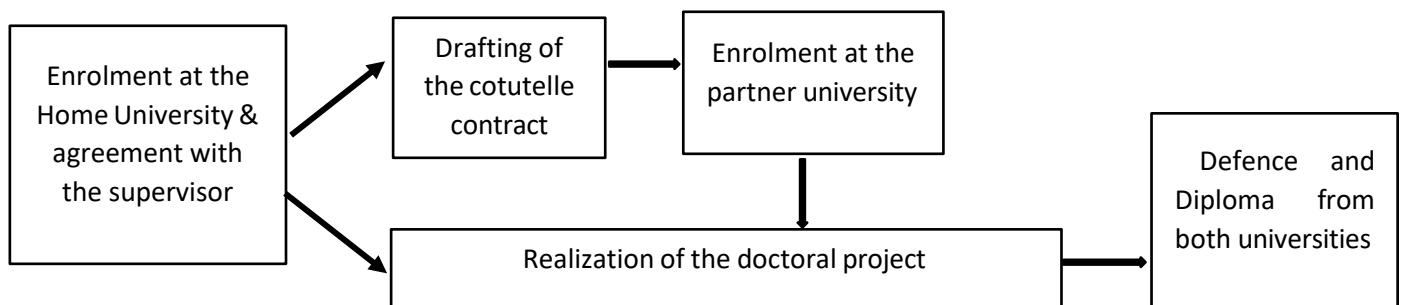 Enrolment at the
Home University &
agreement with
the supervisor
Drafting of
the cotutelle
contract
Enrolment at the
partner university
Realization of the doctoral project
Defence and
Diploma from
both universities